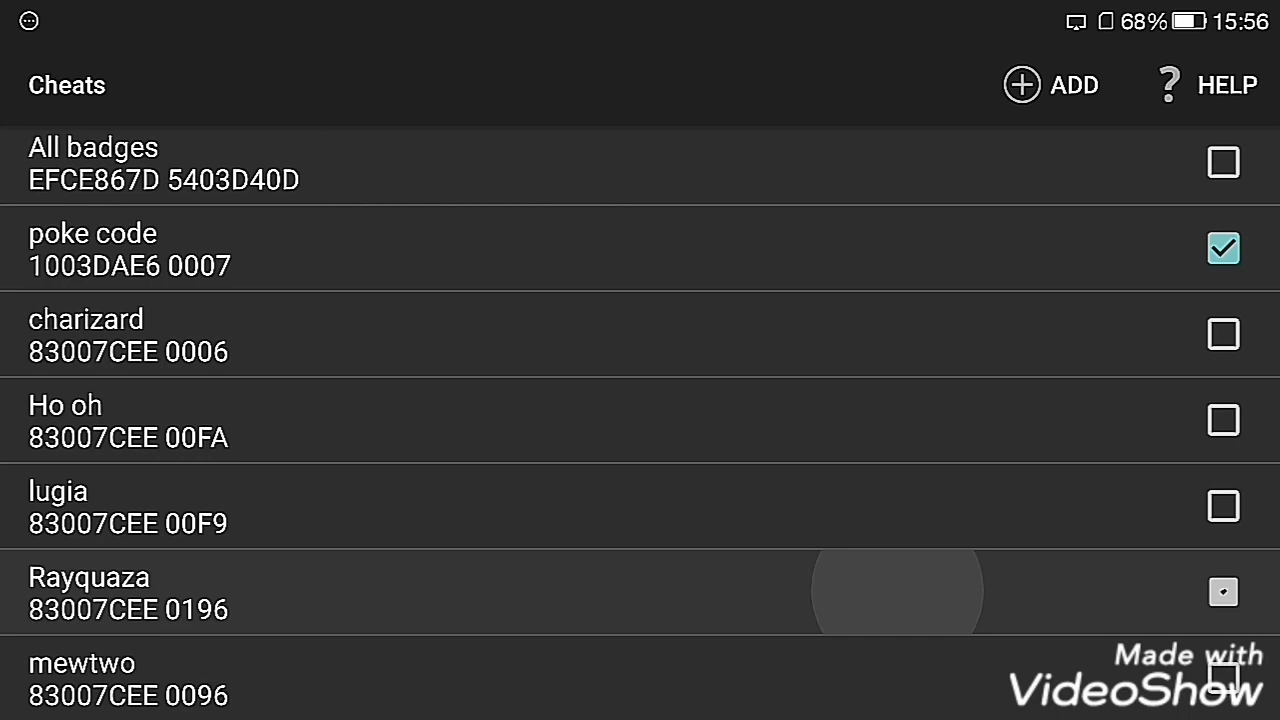 68% 15:56
Cheats
ADD
HELP
All badges
EFCE867D 5403D40D
poke code
1003DAE6 0007
charizard
83007CEE 0006
Ho oh
83007CEE 00FA
lugia
83007CEE 00F9
Rayquaza
83007CEE 0196
mewtwo
83007CEE 0096
Made with
VideoShow